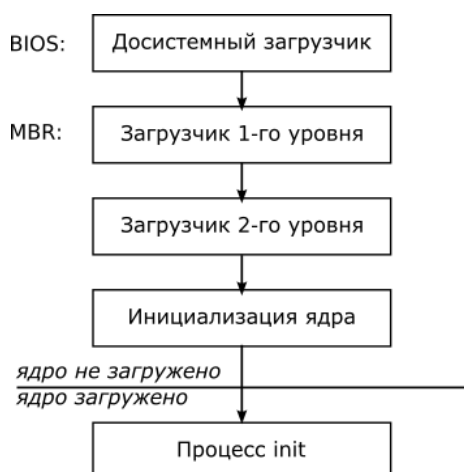 BIOS:
Досистемный загрузчик
MBR:
Загрузчик 1-го уровня
Загрузчик 2-го уровня
Инициализация ядра
ядро не загружено
ядро загружено
Процесс init